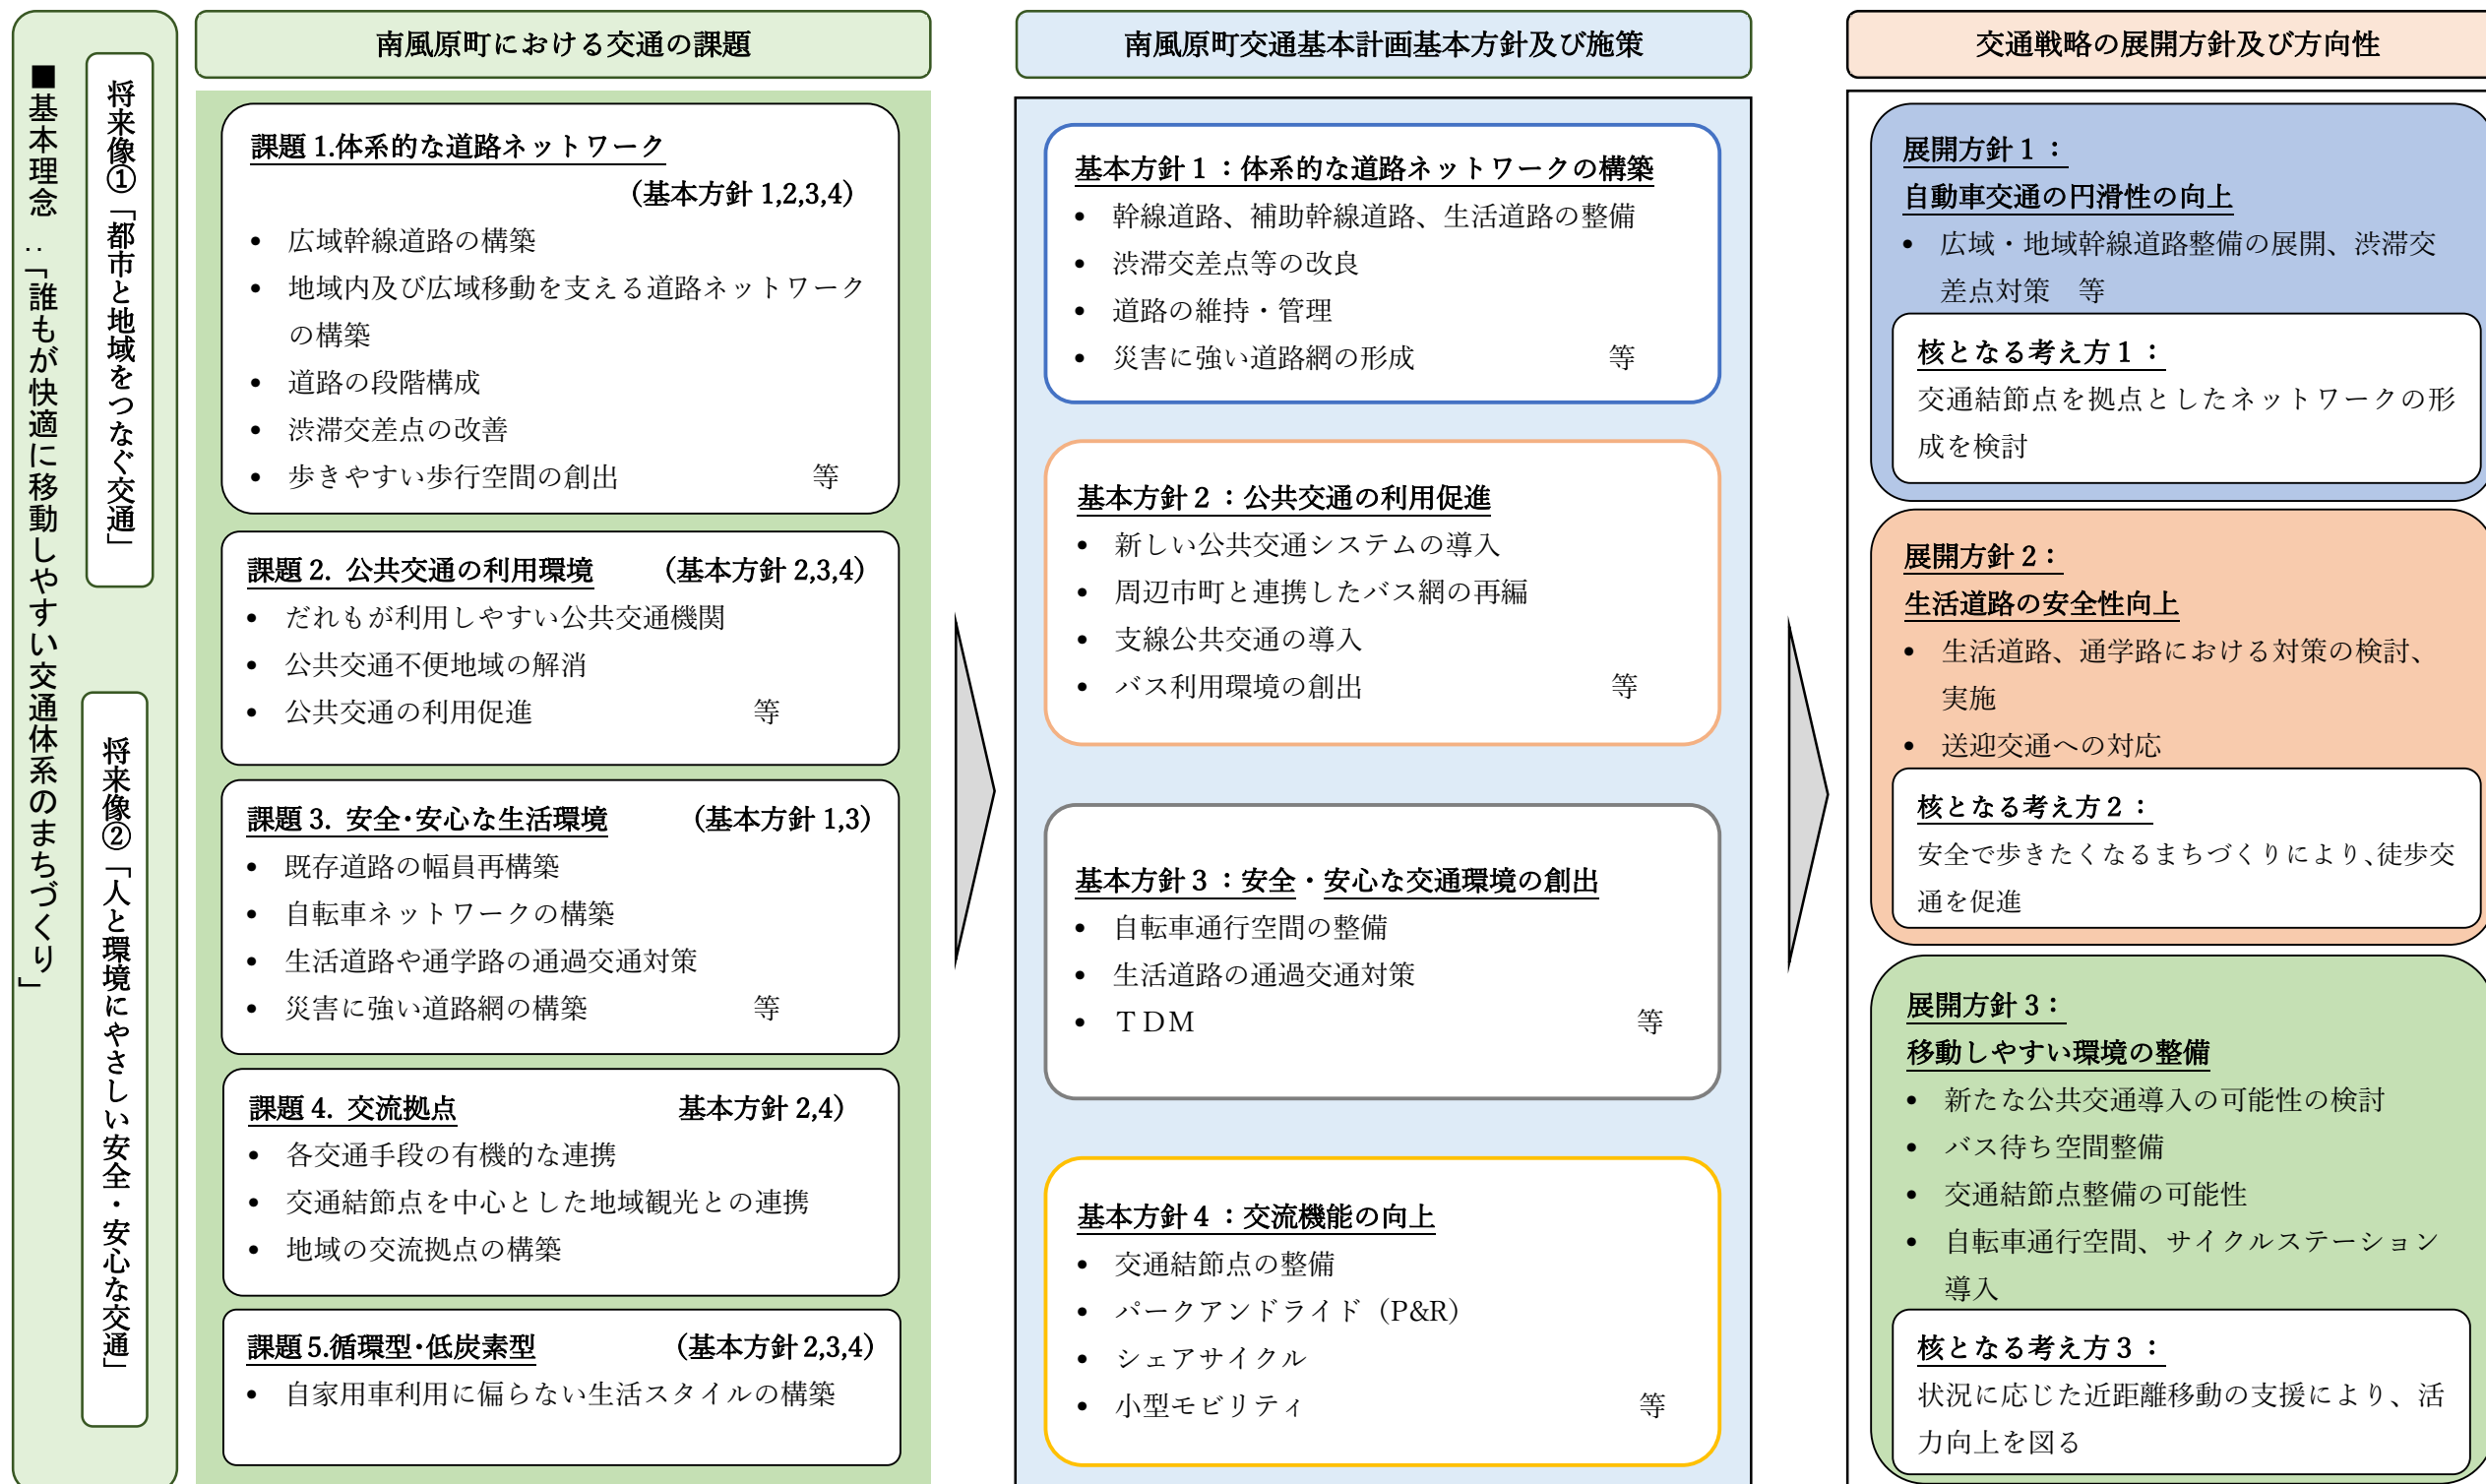 ■基本理念：「誰もが快適に移動しやすい交通体系のまちづくり」
将来像①「都市と地域をつなぐ交通」
将来像②「人と環境にやさしい安全・安心な交通」
南風原町における交通の課題
課題 1.体系的な道路ネットワーク
（基本方針 1,2,3,4）
• 広域幹線道路の構築
• 地域内及び広域移動を支える道路ネットワーク
の構築
• 道路の段階構成
• 渋滞交差点の改善
• 歩きやすい歩行空間の創出 等
課題 2. 公共交通の利用環境 （基本方針 2,3,4）
• だれもが利用しやすい公共交通機関
• 公共交通不便地域の解消
• 公共交通の利用促進 等
課題 3. 安全･安心な生活環境 （基本方針 1,3）
• 既存道路の幅員再構築
• 自転車ネットワークの構築
• 生活道路や通学路の通過交通対策
• 災害に強い道路網の構築 等
課題 4. 交流拠点 基本方針 2,4）
• 各交通手段の有機的な連携
• 交通結節点を中心とした地域観光との連携
• 地域の交流拠点の構築
課題 5.循環型･低炭素型 （基本方針 2,3,4）
• 自家用車利用に偏らない生活スタイルの構築
南風原町交通基本計画基本方針及び施策
基本方針１：体系的な道路ネットワークの構築
• 幹線道路、補助幹線道路、生活道路の整備
• 渋滞交差点等の改良
• 道路の維持・管理
• 災害に強い道路網の形成 等
基本方針２：公共交通の利用促進
• 新しい公共交通システムの導入
• 周辺市町と連携したバス網の再編
• 支線公共交通の導入
• バス利用環境の創出 等
基本方針３：安全・安心な交通環境の創出
• 自転車通行空間の整備
• 生活道路の通過交通対策
• ＴＤＭ 等
基本方針４：交流機能の向上
• 交通結節点の整備
• パークアンドライド（P&R）
• シェアサイクル
• 小型モビリティ 等
交通戦略の展開方針及び方向性
展開方針１：
自動車交通の円滑性の向上
• 広域・地域幹線道路整備の展開、渋滞交
差点対策　等
核となる考え方１：
交通結節点を拠点としたネットワークの形
成を検討
展開方針 2：
生活道路の安全性向上
• 生活道路、通学路における対策の検討、
実施
• 送迎交通への対応
核となる考え方２：
安全で歩きたくなるまちづくりにより、徒歩交
通を促進
展開方針 3：
移動しやすい環境の整備
• 新たな公共交通導入の可能性の検討
• バス待ち空間整備
• 交通結節点整備の可能性
• 自転車通行空間、サイクルステーション
導入
核となる考え方３：
状況に応じた近距離移動の支援により、活
力向上を図る